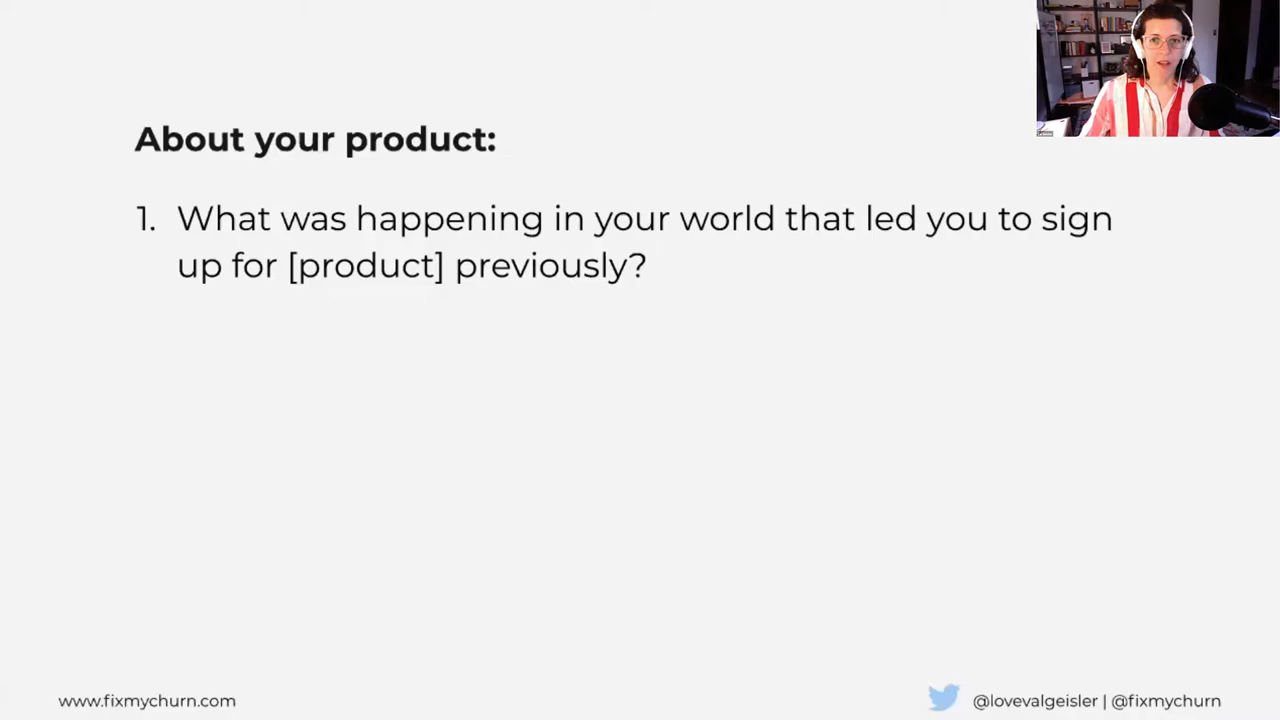 About your product:
1. What was happening in your world that led you to sign
up for [product] previously?
www.fixmychurn.com
@lovevalgeisler | @fixmychurn